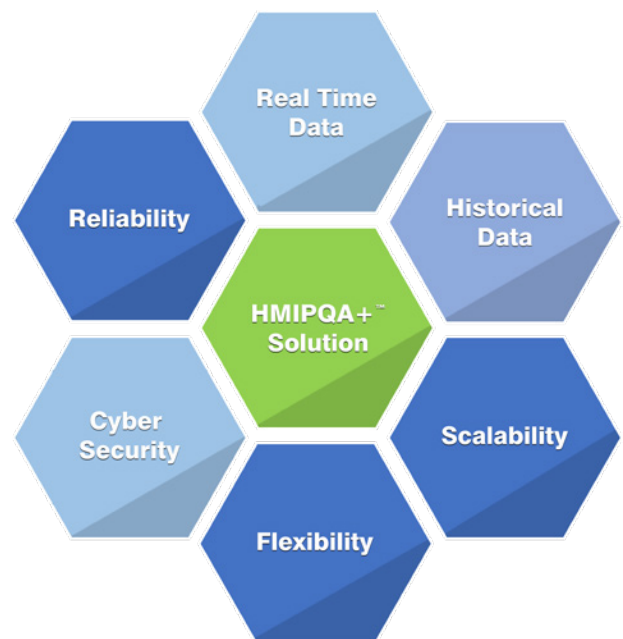 Real Time
Data
Reliability
Historical
Data
HMIPQA+™
Solution
Cyber
Security
Scalability
Flexibility